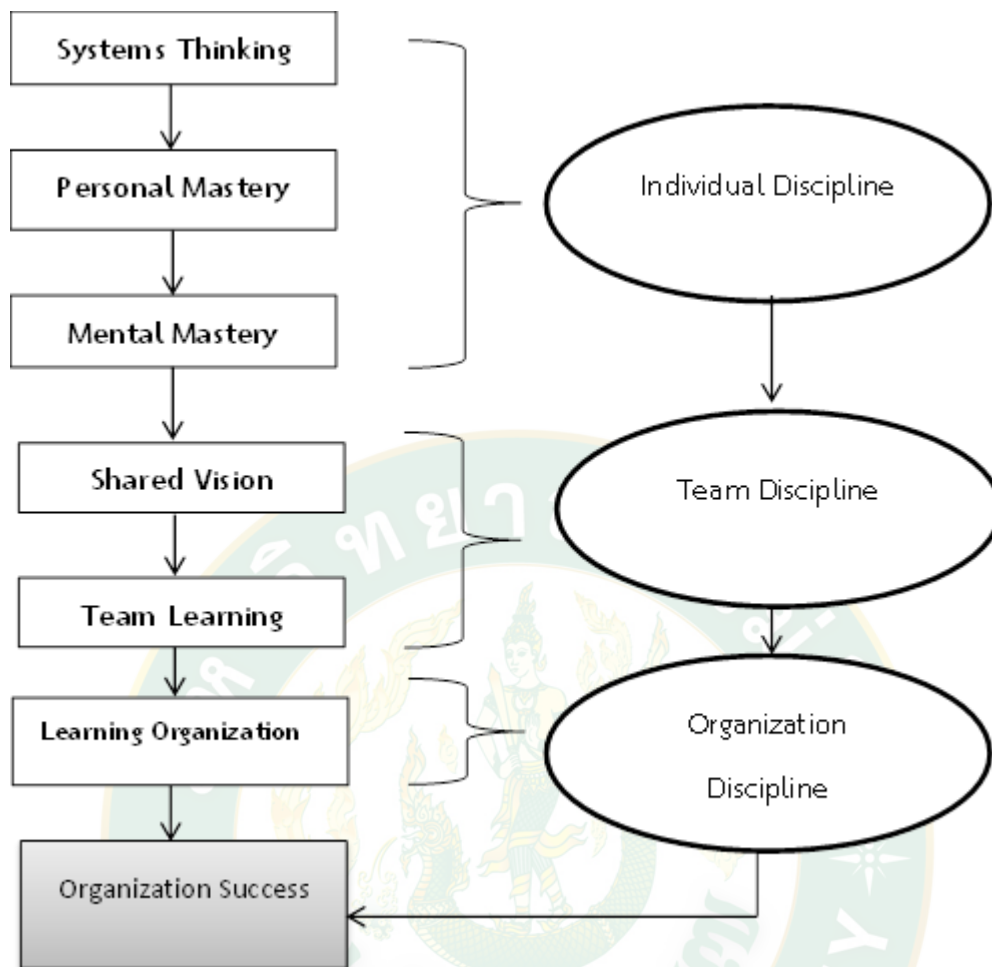 Systems Thinking
Personal Mastery
Individual Discipline
Mental Mastery
Shared Vision
Team Discipline
Team Learning
Learning Organization
Organization
Discipline
Organization Success